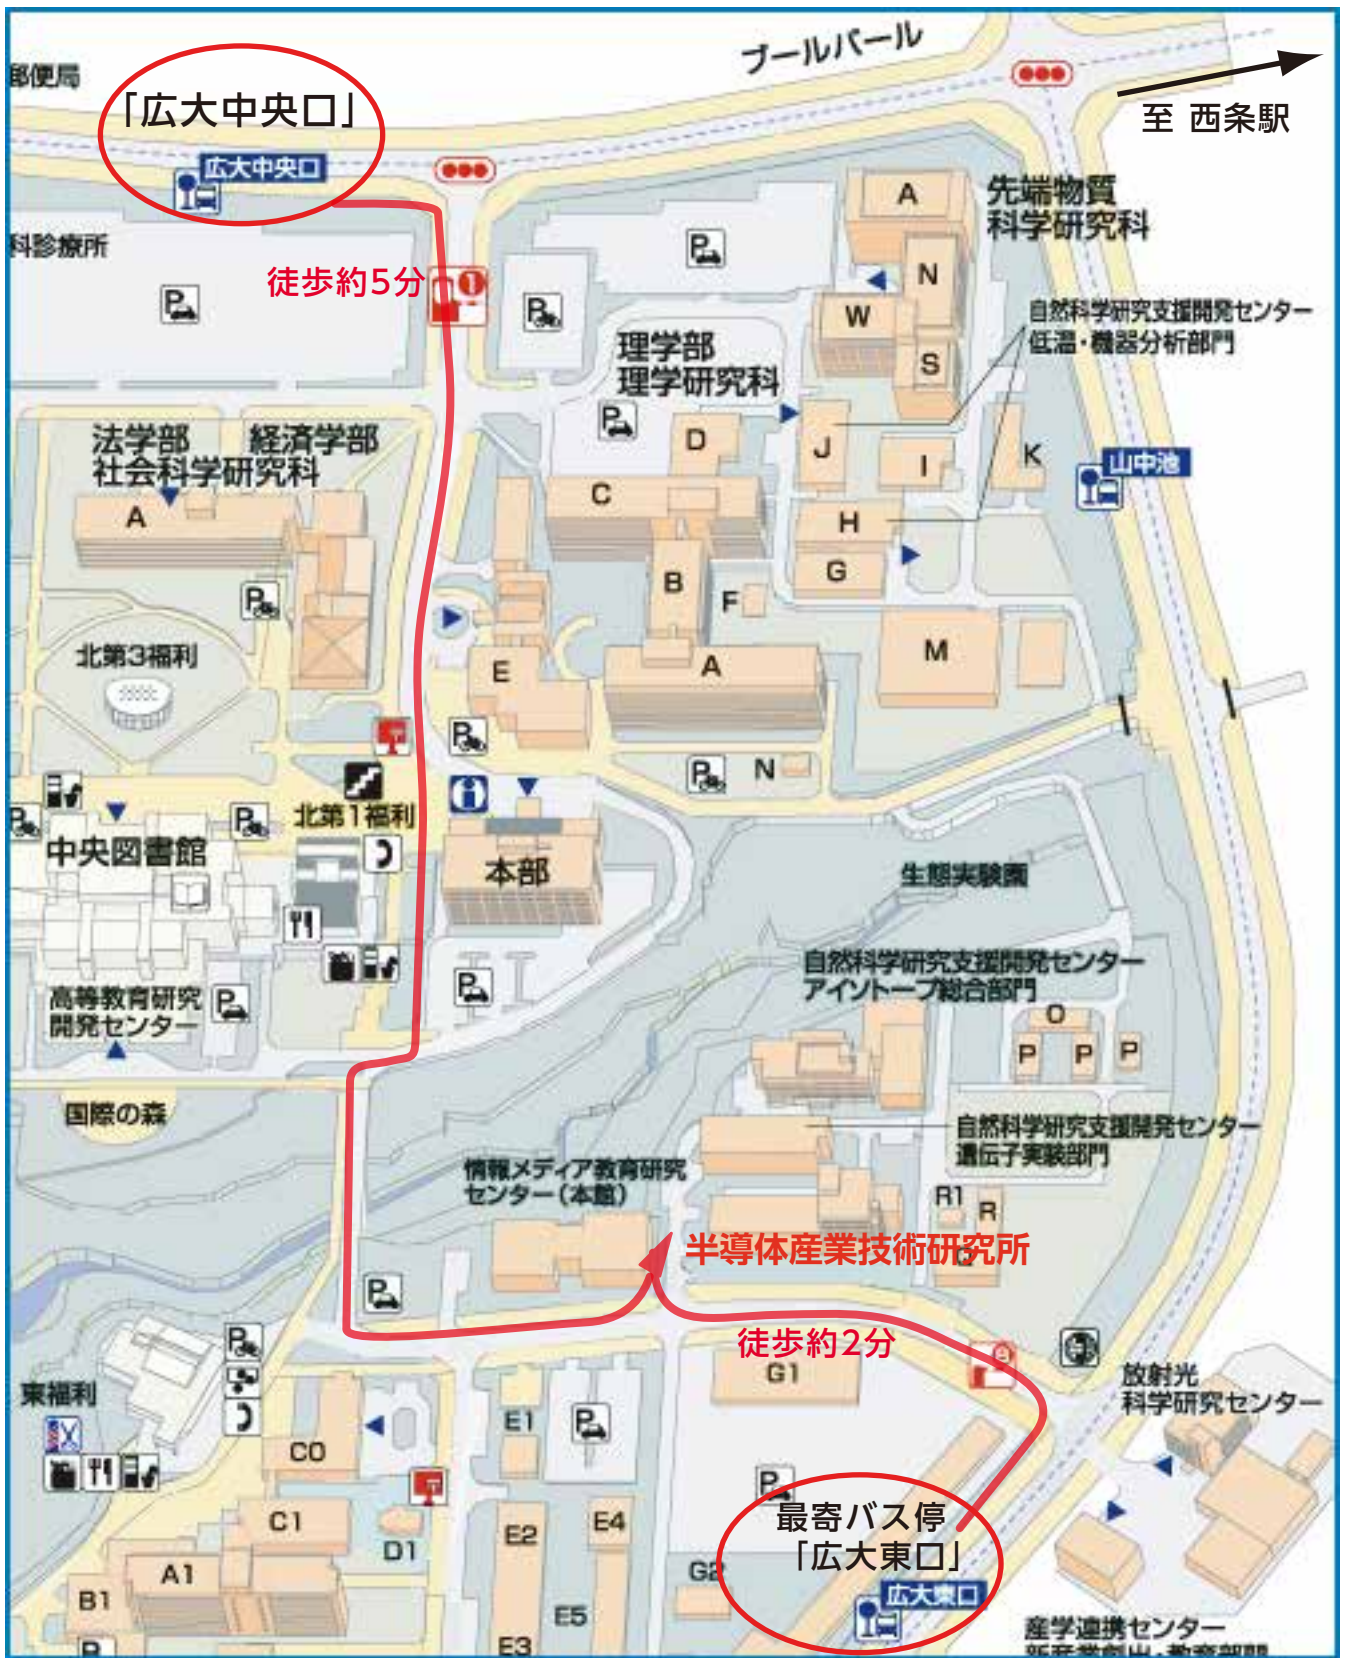 ブールバール
郵便局
「広大中央口」
至 西条駅
広大中央口
A
先端物質
科学研究科
科診療所
徒歩約5分
N
W
自然科学研究支援開発センター
低温・機器分析部門
理学部
理学研究科
S
法学部
経済学部
社会科学研究科
D
J
I
K
山中池
A
C
H
B
G
F
北第3福利
E
A
M
N
北第1福利
中央図書館
本部
生態実験園
自然科学研究支援開発センター
アイソトープ総合部門
高等教育研究
開発センター
O
P
P
P
国際の森
自然科学研究支援開発センター
遺伝子実験部門
情報メディア教育研究
センター(本館)
R1
R
半導体産業技術研究所
Q
徒歩約2分
G1
放射光
科学研究センター
東福利
E1
C0
最寄バス停
「広大東口」
C1
E2
E4
D1
A1
G2
広大東口
B1
E5
E3
産学連携センター
新産業創出・教育部門